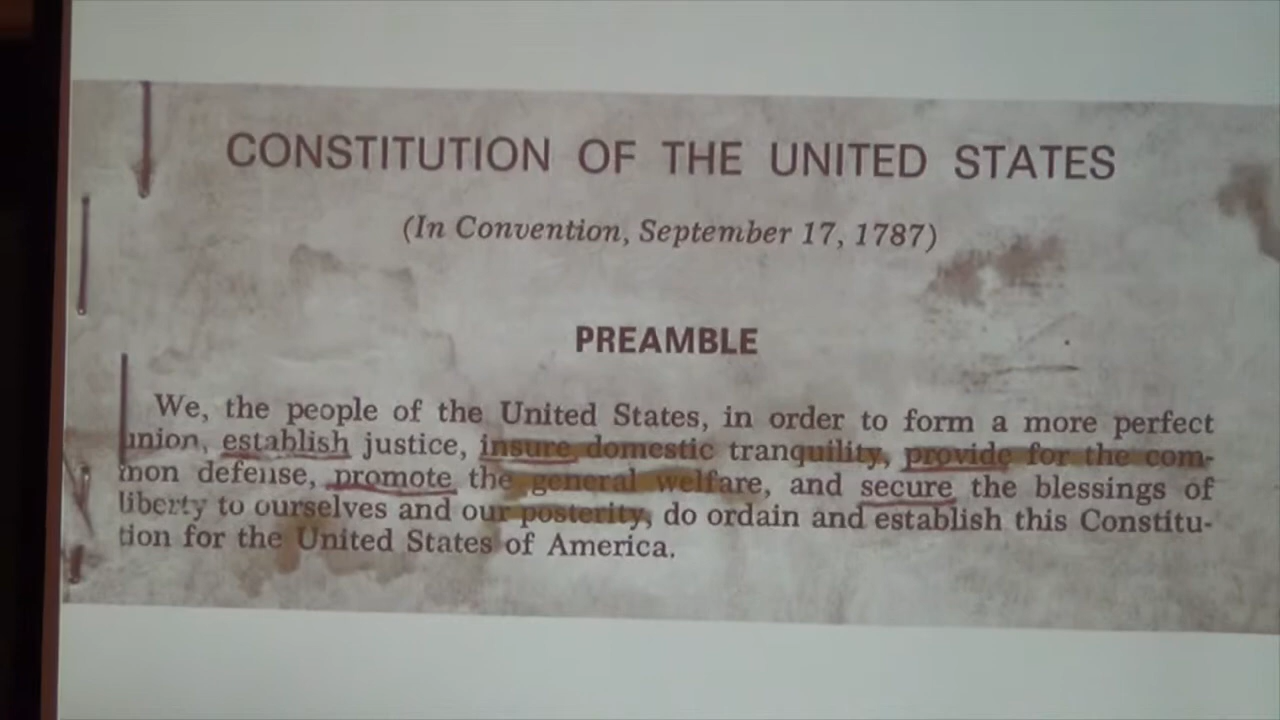 CONSTITUTION OF THE UNITED STATES
(In Convention, September 17, 1787)
PREAMBLE
We, the people of the United States, in order to form a more perfect
union, establish justice, insure domestic tranquility, provide for the com-
mon defense, promote the general welfare, and secure the blessings of
liberty to ourselves and our posterity, do ordain and establish this Constitu-
tion for the United States of America.